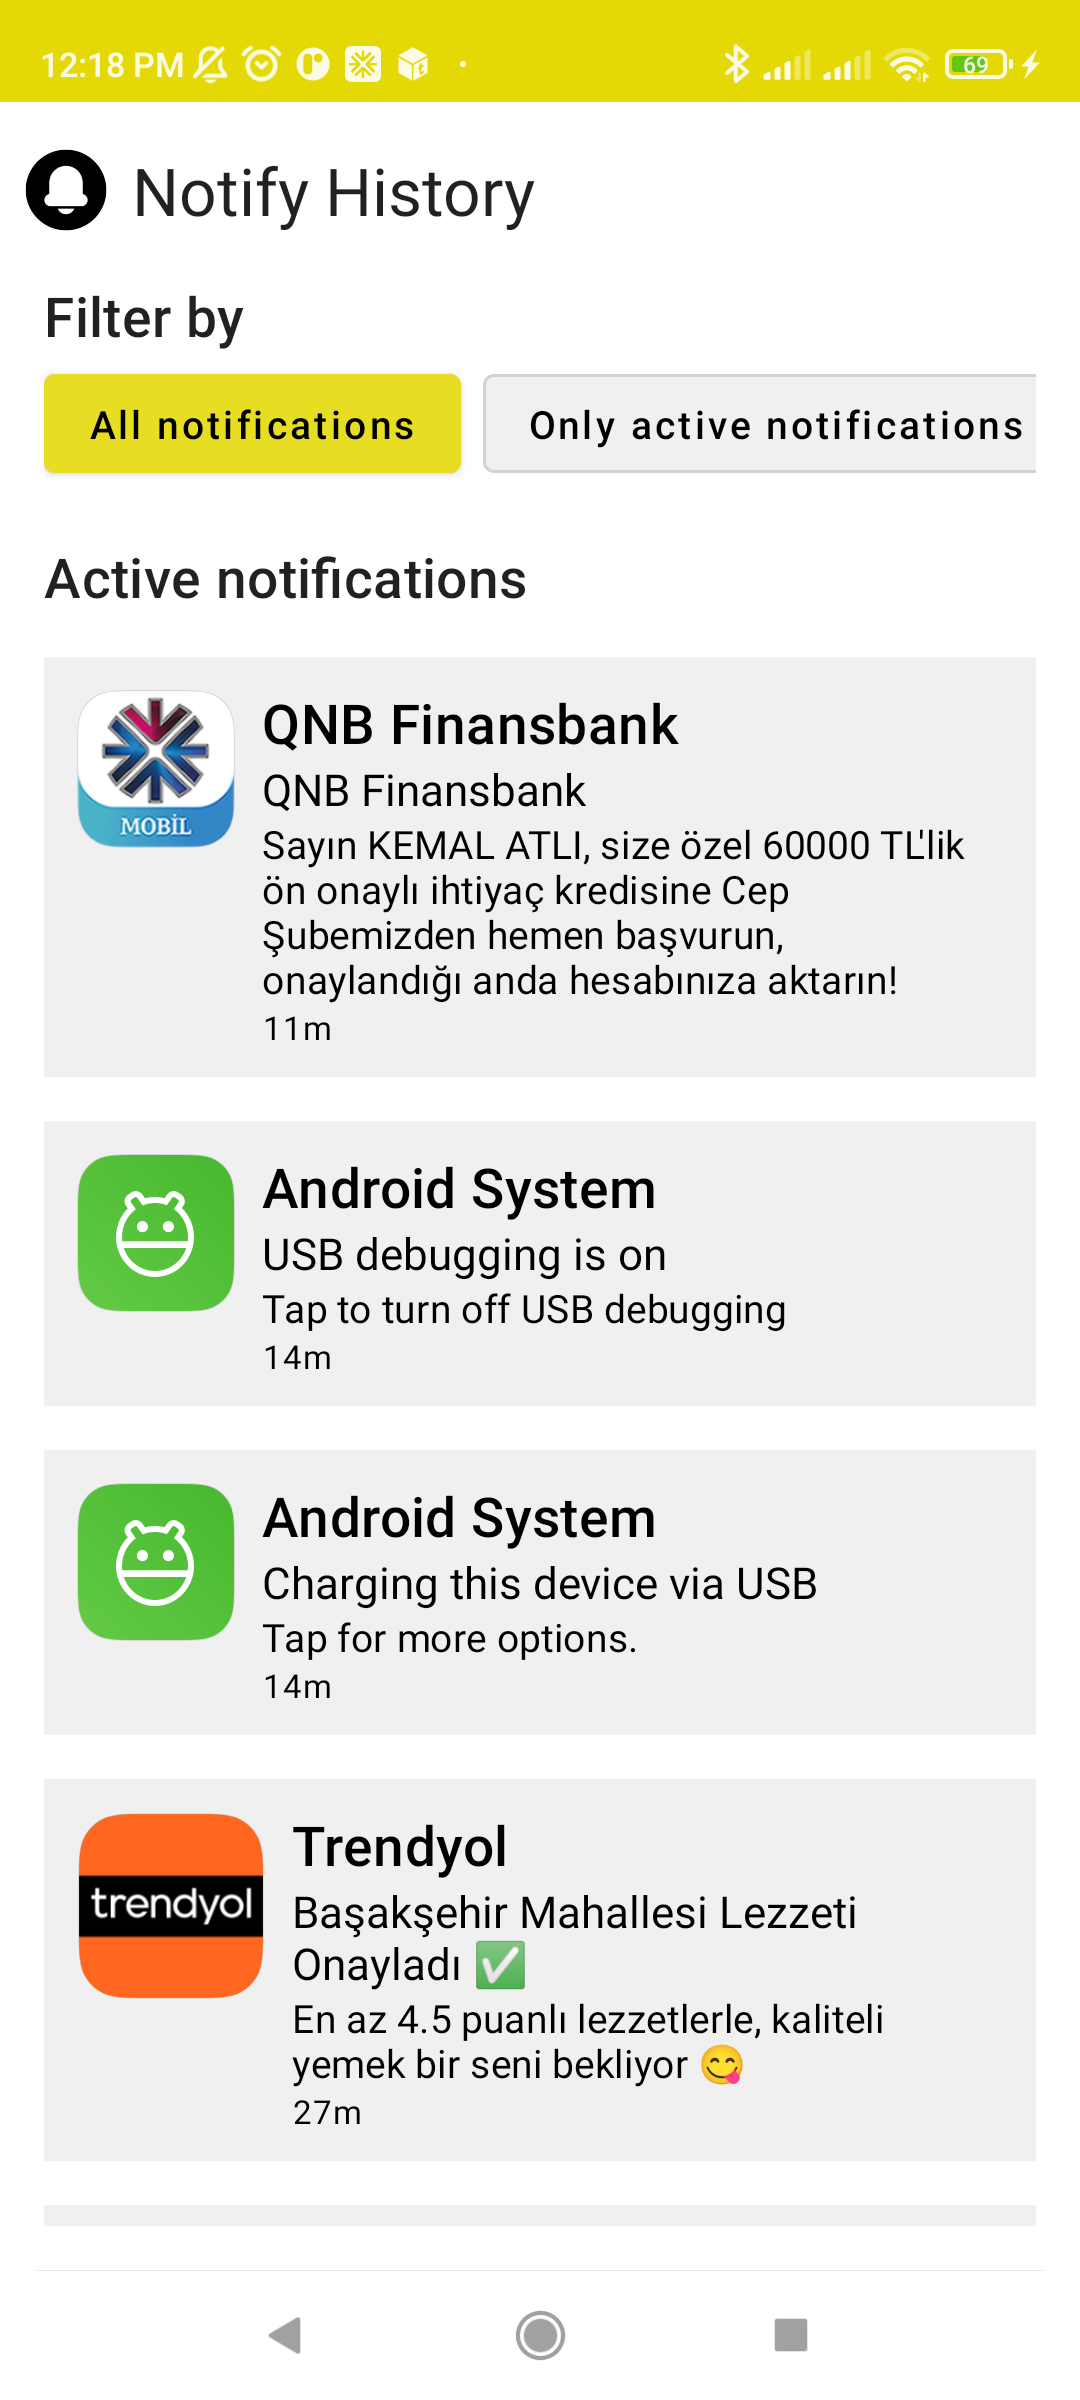 12:18 PM
69
Notify History
Filter by
All notifications
Only active notifications
Active notifications
MOBİL
QNB Finansbank
QNB Finansbank
Sayın KEMAL ATLI, size özel 60000 TL'lik
ön onaylı ihtiyaç kredisine Cep
Şubemizden hemen başvurun,
onaylandığı anda hesabınıza aktarın!
11m
Android System
USB debugging is on
Tap to turn off USB debugging
14m
Android System
Charging this device via USB
Tap for more options.
14m
trendyol
Trendyol
Başakşehir Mahallesi Lezzeti
Onayladı ✅
En az 4.5 puanlı lezzetlerle, kaliteli
yemek bir seni bekliyor 😋
27m